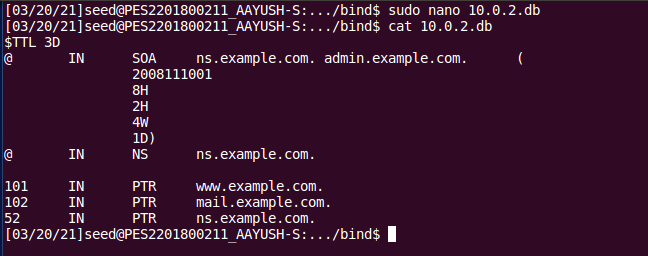 [03/20/21]seed@PES2201800211_AAYUSH-S:.../bind$ sudo nano 10.0.2.db
[03/20/21]seed@PES2201800211_AAYUSH-S:.../bind$ cat 10.0.2.db
$TTL 3D
@       IN      SOA     ns.example.com. admin.example.com.      (
                2008111001
                8H
                2H
                4W
                1D)
@       IN      NS      ns.example.com.

101     IN      PTR     www.example.com.
102     IN      PTR     mail.example.com.
52      IN      PTR     ns.example.com.
[03/20/21]seed@PES2201800211_AAYUSH-S:.../bind$